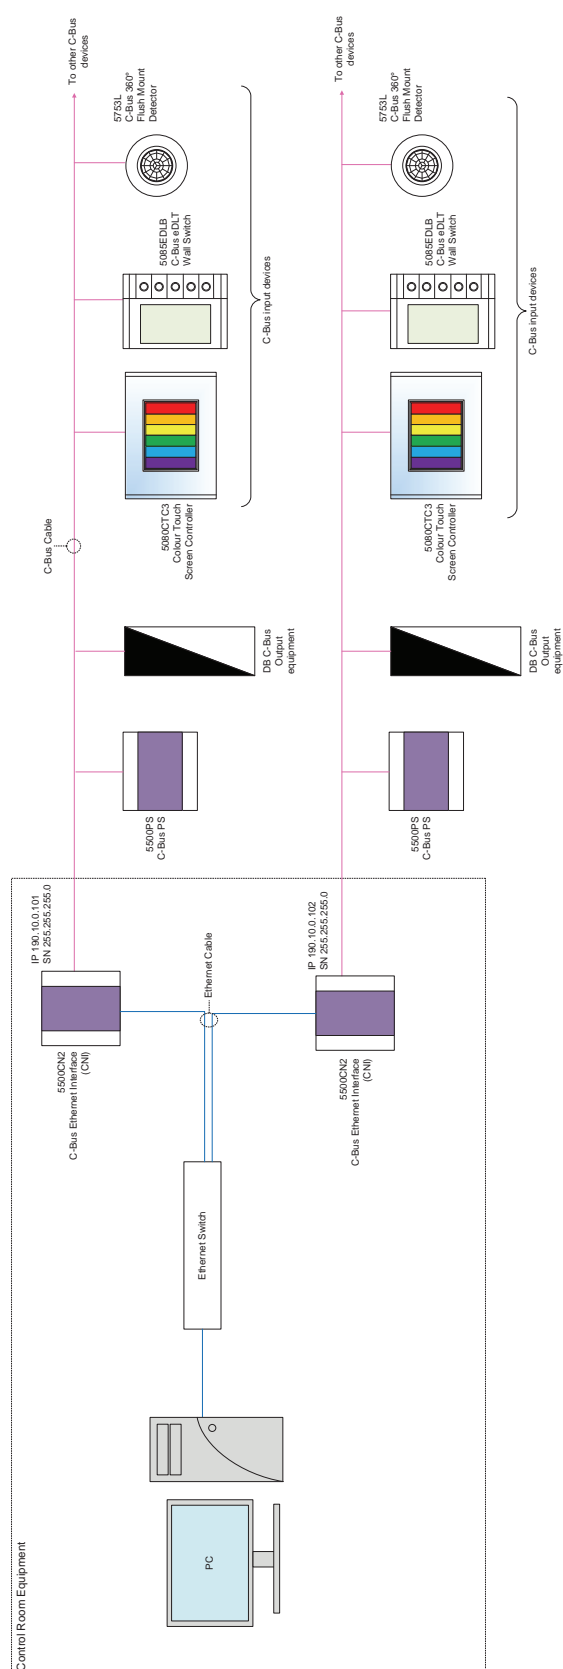 Control Room Equipment
PC
Ethernet Switch
Ethernet Cable
IP 190.10.0.101
SN 255.255.255.0
5500CN2
C-Bus Ethernet Interface
(CNI)
5500PS
C-Bus PS
DB C-Bus
Output
equipment
C-Bus Cable
5080CTC3
Colour Touch
Screen Controller
5085EDLB
C-Bus eDLT
Wall Switch
5753L
C-Bus 360°
Flush Mount
Detector
C-Bus input devices
To other C-Bus
devices
IP 190.10.0.102
SN 255.255.255.0
5500CN2
C-Bus Ethernet Interface
(CNI)
5500PS
C-Bus PS
DB C-Bus
Output
equipment
5080CTC3
Colour Touch
Screen Controller
5085EDLB
C-Bus eDLT
Wall Switch
5753L
C-Bus 360°
Flush Mount
Detector
C-Bus input devices
To other C-Bus
devices